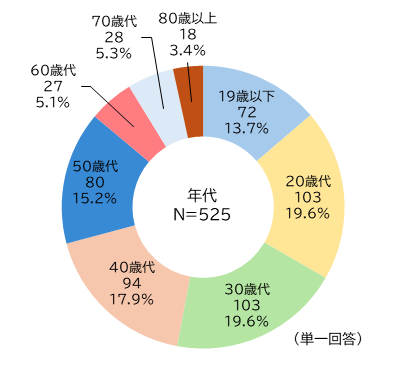 80歳以上
18
3.4%
70歳代
28
5.3%
60歳代
27
5.1%
19歳以下
72
13.7%
50歳代
80
15.2%
20歳代
103
19.6%
年代
N=525
40歳代
94
17.9%
30歳代
103
19.6%
（単一回答）